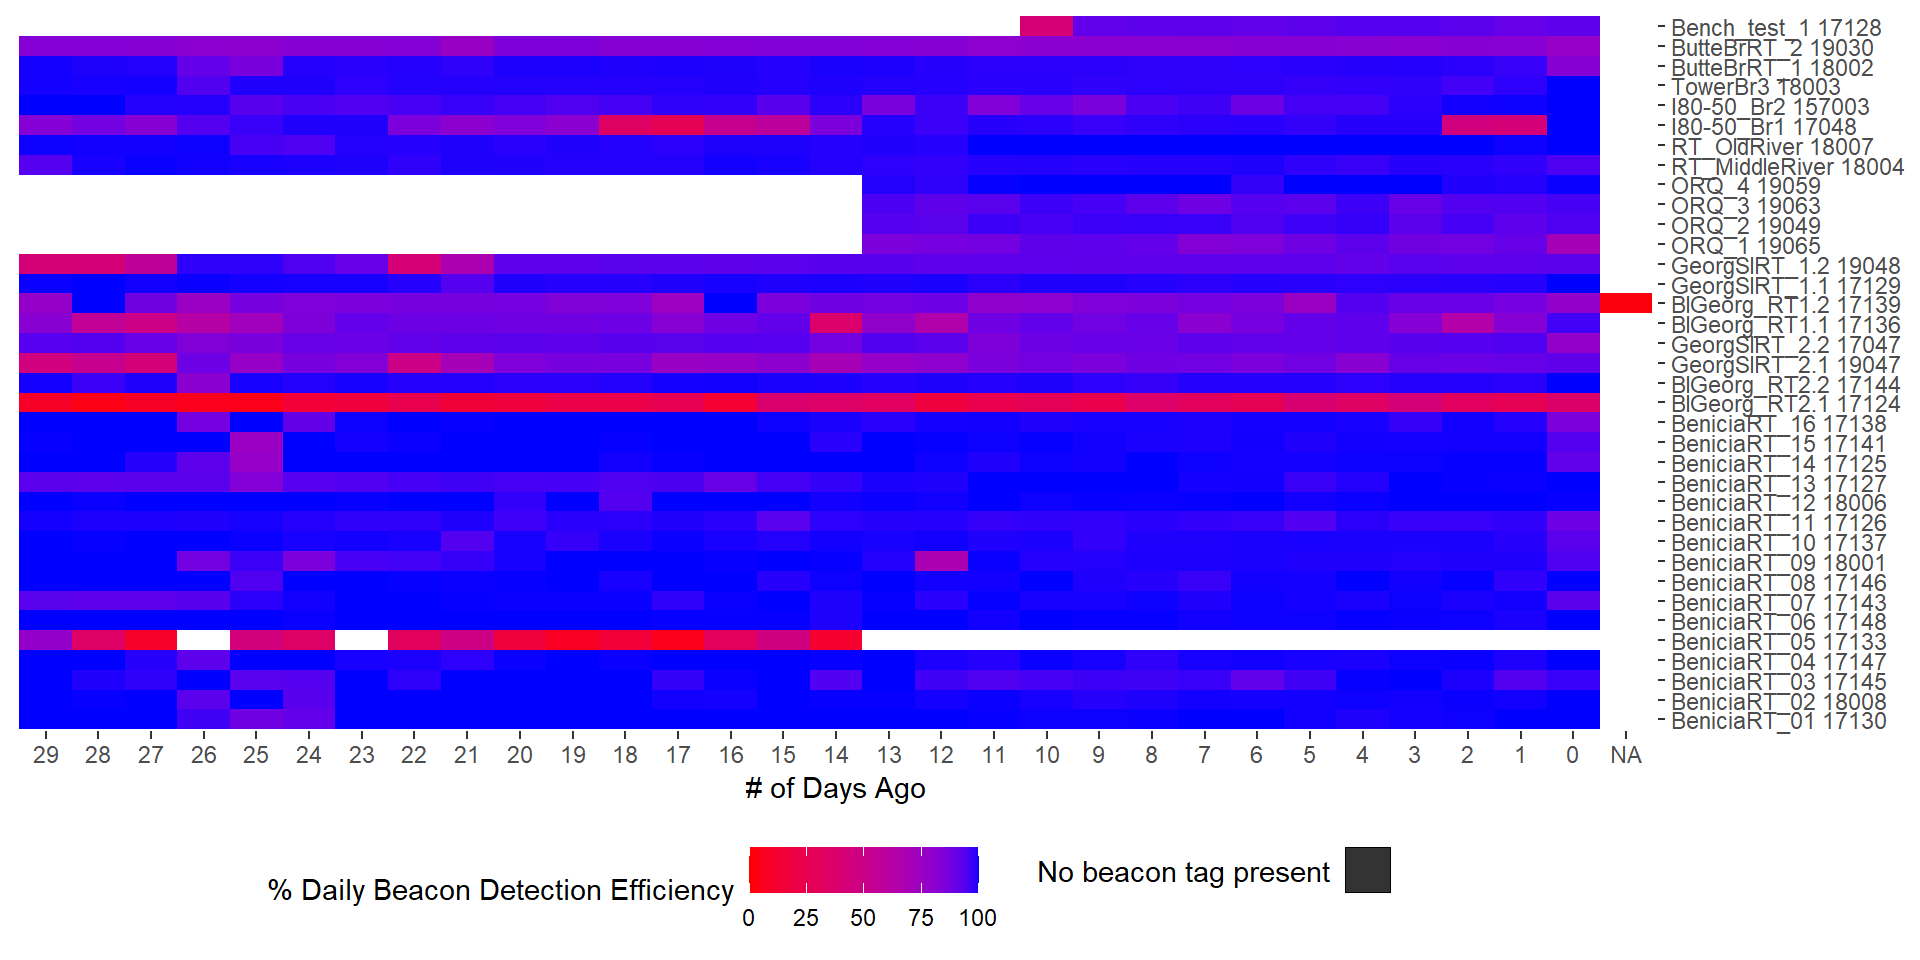 Bench_test_1 17128
ButteBrRT_2 19030
ButteBrRT_1 18002
TowerBr3 18003
I80-50_Br2 157003
I80-50_Br1 17048
RT_OldRiver 18007
RT_MiddleRiver 18004
ORQ_4 19059
ORQ_3 19063
ORQ_2 19049
ORQ_1 19065
GeorgSlRT_1.2 19048
GeorgSlRT_1.1 17129
BlGeorg_RT1.2 17139
BlGeorg_RT1.1 17136
GeorgSlRT_2.2 17047
GeorgSlRT_2.1 19047
BlGeorg_RT2.2 17144
BlGeorg_RT2.1 17124
BeniciaRT_16 17138
BeniciaRT_15 17141
BeniciaRT_14 17125
BeniciaRT_13 17127
BeniciaRT_12 18006
BeniciaRT_11 17126
BeniciaRT_10 17137
BeniciaRT_09 18001
BeniciaRT_08 17146
BeniciaRT_07 17143
BeniciaRT_06 17148
BeniciaRT_05 17133
BeniciaRT_04 17147
BeniciaRT_03 17145
BeniciaRT_02 18008
BeniciaRT_01 17130
29 28 27 26 25 24 23 22 21 20 19 18 17 16 15 14 13 12 11 10 9 8 7 6 5 4 3 2 1 0 NA
# of Days Ago
% Daily Beacon Detection Efficiency
0 25 50 75 100
No beacon tag present